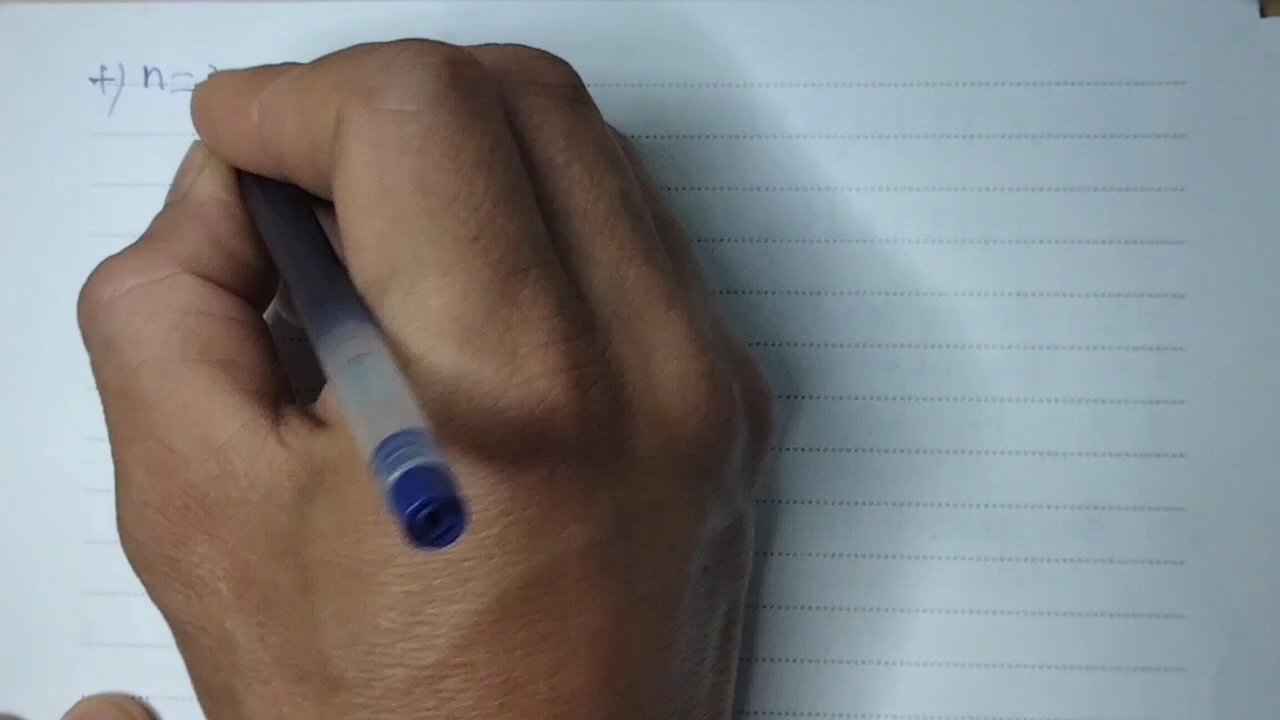 +) n =